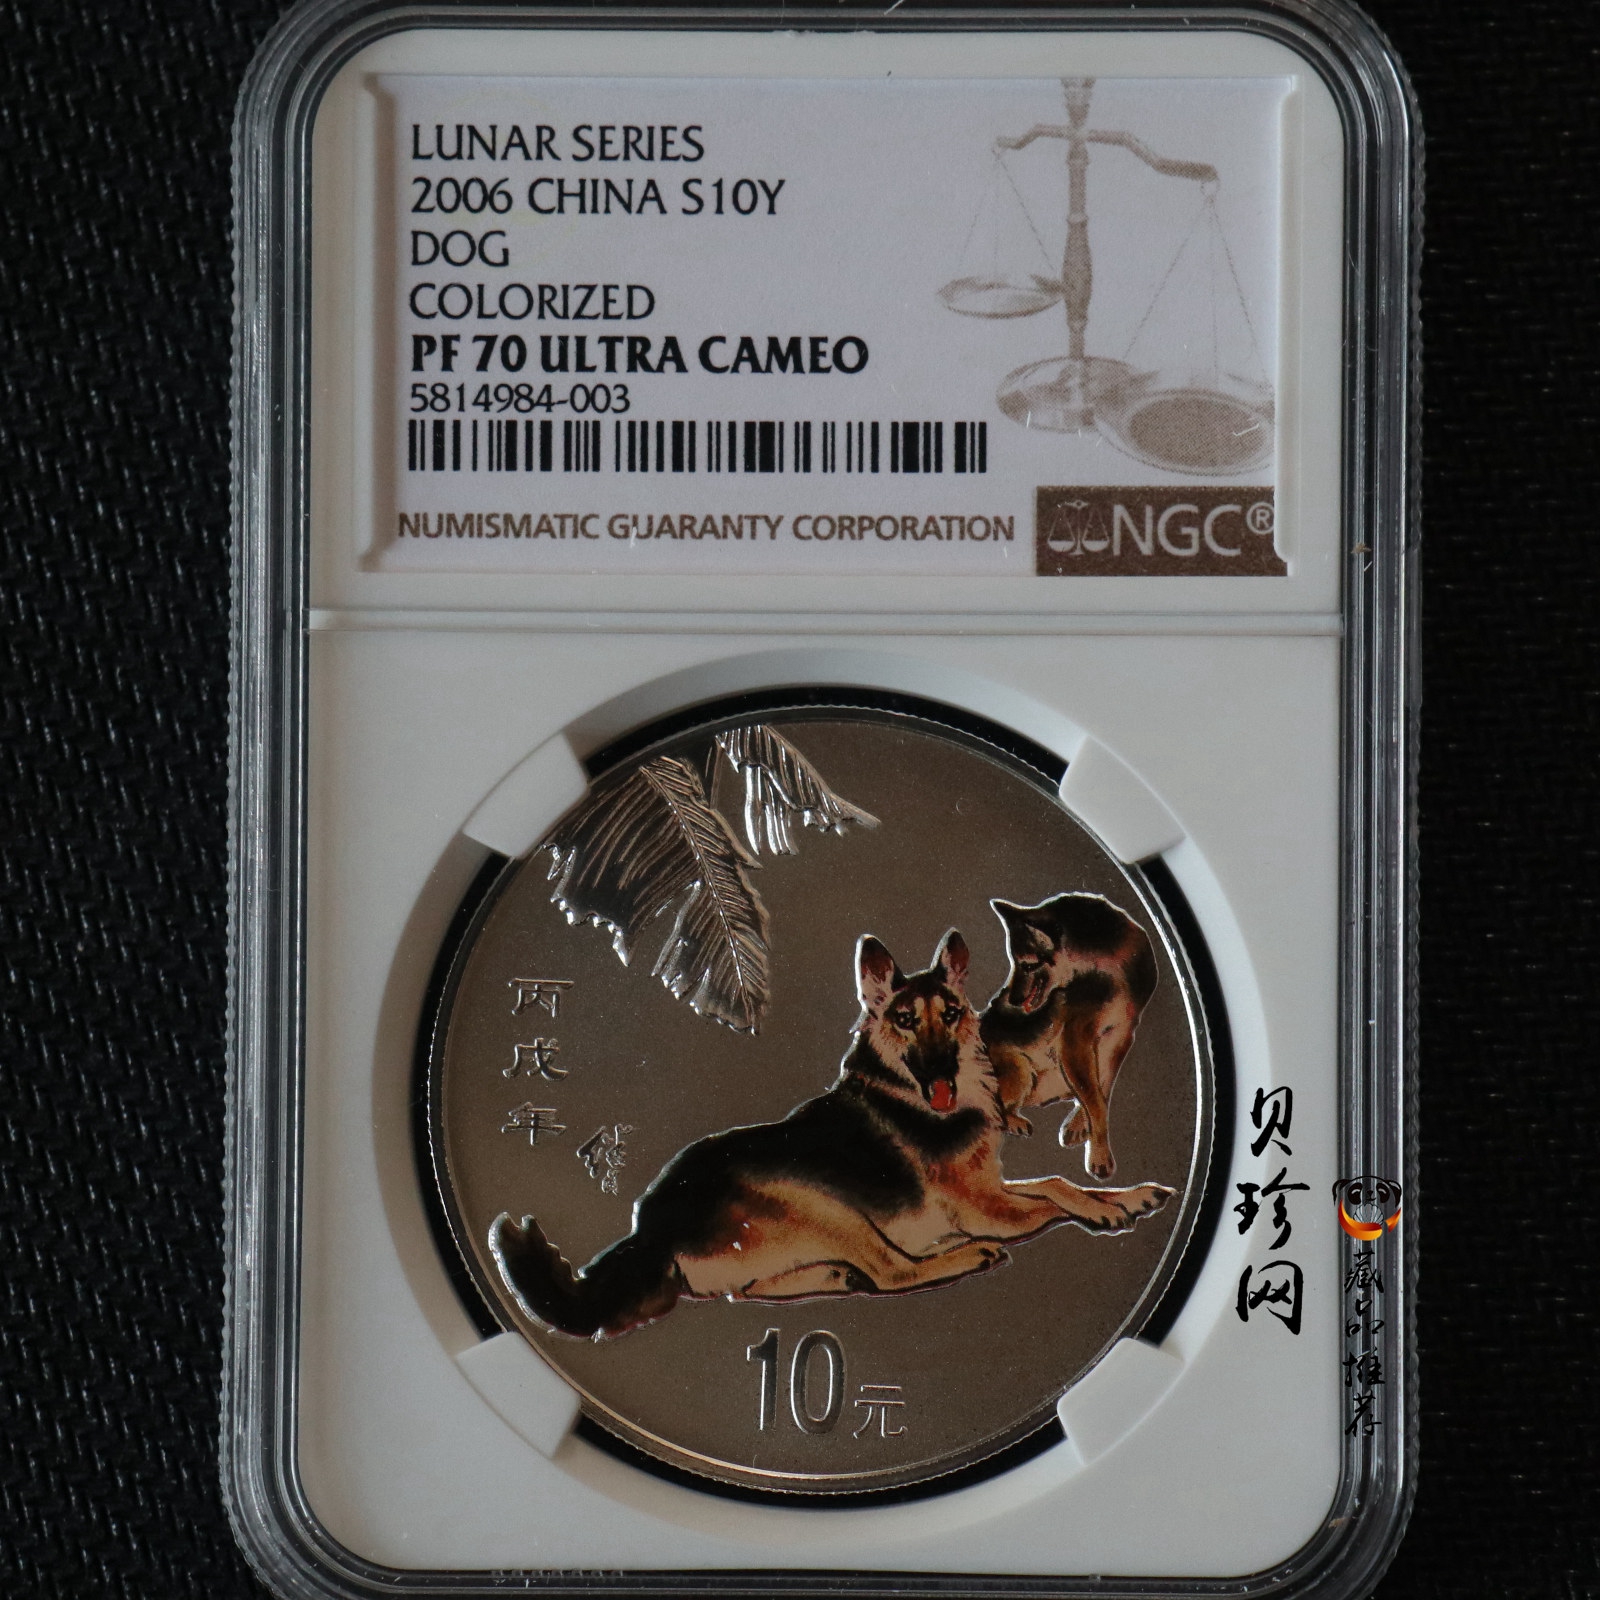 LUNAR SERIES
2006 CHINA S10Y
DOG
COLORIZED
PF 70 ULTRA CAMEO
5814984-003
NUMISMATIC GUARANTY CORPORATION
NGC®
丙戌年
10元
贝珍网
藏品推荐